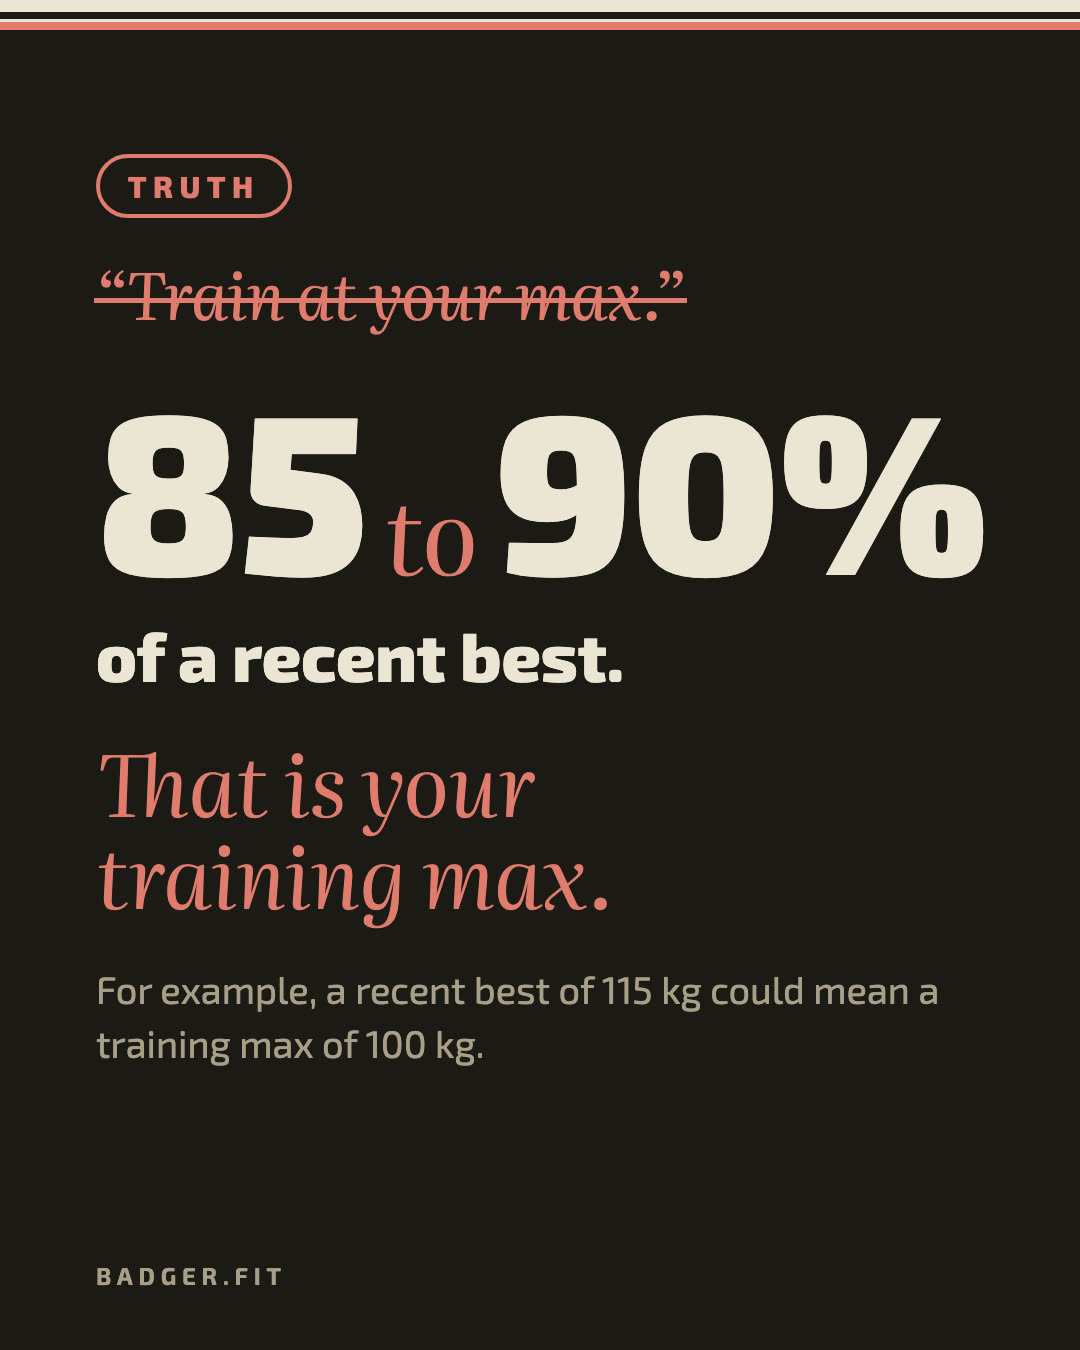 TRUTH
“Train at your max.”
85 to 90%
of a recent best.
That is your
training max.
For example, a recent best of 115 kg could mean a
training max of 100 kg.
BADGER.FIT